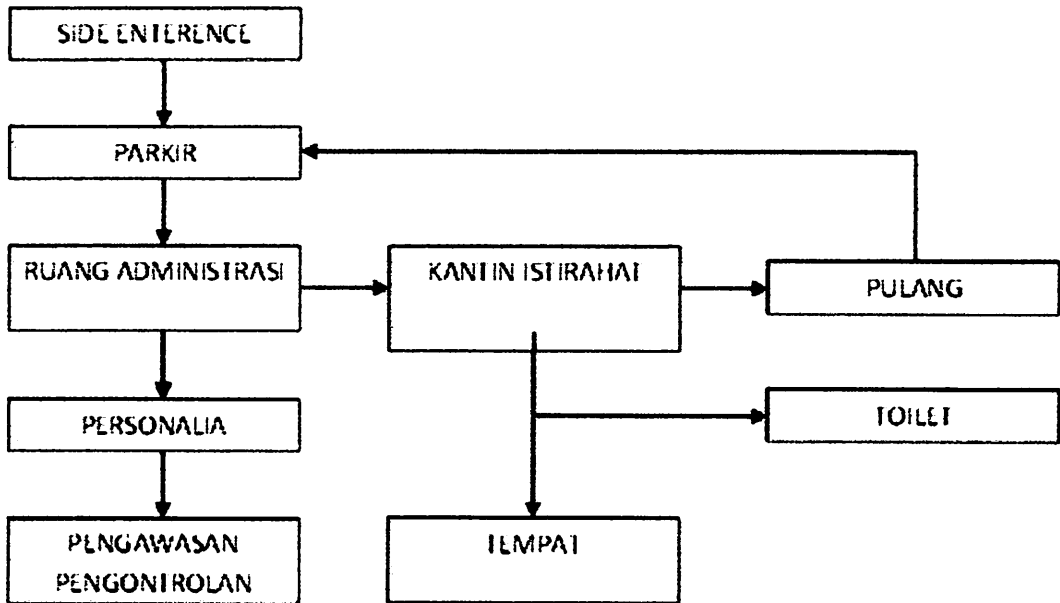 SIDE ENTERENCE
PARKIR
RUANG ADMINISTRASI
KANTIN ISTIRAHAT
PULANG
PERSONALIA
TOILET
PENGAWASAN
PENGONTROLAN
TEMPAT